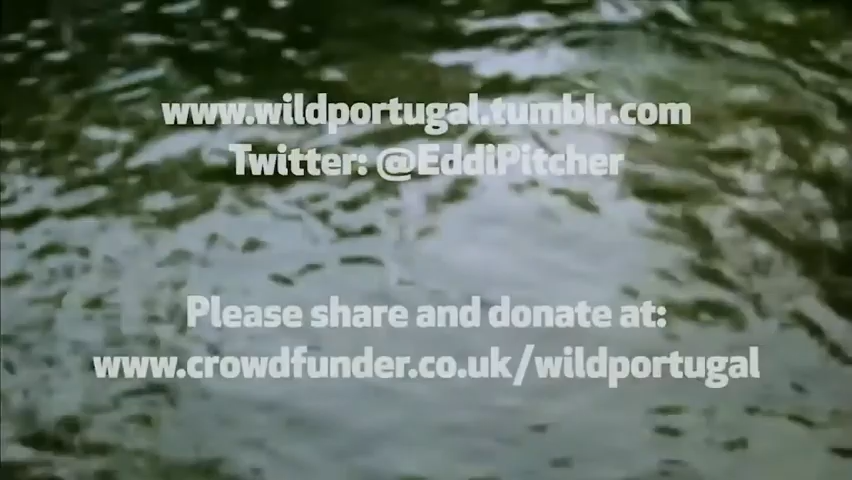 www.wildportugal.tumblr.com
Twitter: @EddiPitcher
Please share and donate at:
www.crowdfunder.co.uk/wildportugal